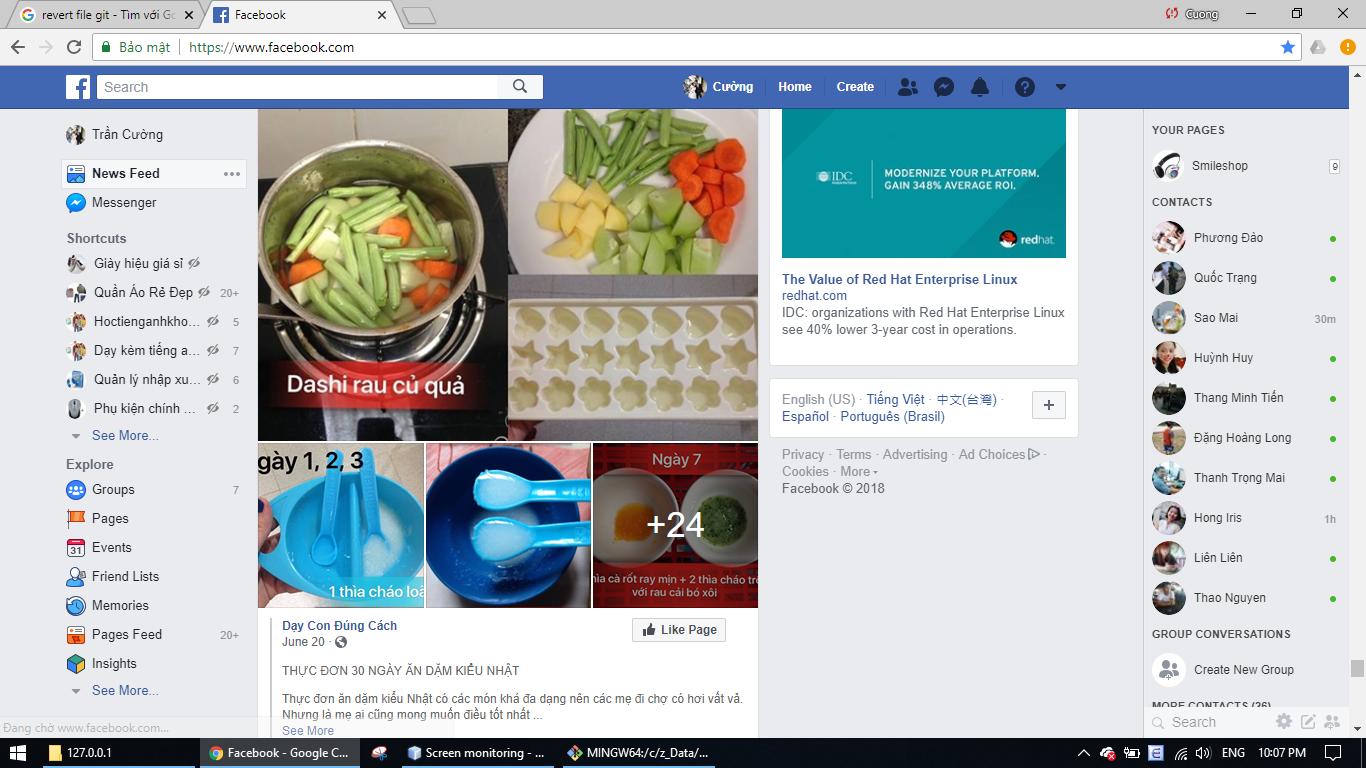 revert file git - Tìm với Go
Facebook
Cuong
Bảo mật
https://www.facebook.com
Search
Cường
Home
Create
Trần Cường
News Feed
Messenger
Shortcuts
Giày hiệu giá sỉ
Quần Áo Rẻ Đẹp
20+
Hoctienganhkho...
5
Dạy kèm tiếng a...
7
Quản lý nhập xu...
6
Phụ kiện chính ...
2
See More...
Explore
Groups
7
Pages
Events
31
Friend Lists
Memories
Pages Feed
20+
Insights
See More...
Đang chờ www.facebook.com...
Dashi rau củ quả
gày 1, 2, 3
1 thìa cháo loã
Ngày 7
+24
hìa cà rốt rây mịn + 2 thìa cháo trộ
với rau cải bó xôi
Dạy Con Đúng Cách
June 20
Like Page
THỰC ĐƠN 30 NGÀY ĂN DẶM KIỂU NHẬT
Thực đơn ăn dặm kiểu Nhật có các món khá đa dạng nên các mẹ đi chợ có hơi vất vả.
Nhưng là mẹ ai cũng mong muốn điều tốt nhất ...
See More
IDC
MODERNIZE YOUR PLATFORM.
GAIN 348% AVERAGE ROI.
redhat.
The Value of Red Hat Enterprise Linux
redhat.com
IDC: organizations with Red Hat Enterprise Linux
see 40% lower 3-year cost in operations.
English (US) · Tiếng Việt · 中文(台灣) ·
Español · Português (Brasil)
Privacy · Terms · Advertising · Ad Choices ·
Cookies · More
Facebook © 2018
YOUR PAGES
Smileshop
9
CONTACTS
Phương Đào
Quốc Trạng
Sao Mai
30m
Huỳnh Huy
Thang Minh Tiến
Đặng Hoàng Long
Thanh Trọng Mai
Hong Iris
1h
Liên Liên
Thao Nguyen
GROUP CONVERSATIONS
Create New Group
MORE CONTACTS (26)
Search
127.0.0.1
Facebook - Google C...
Screen monitoring - ...
MINGW64:/c/z_Data/...
ENG
10:07 PM